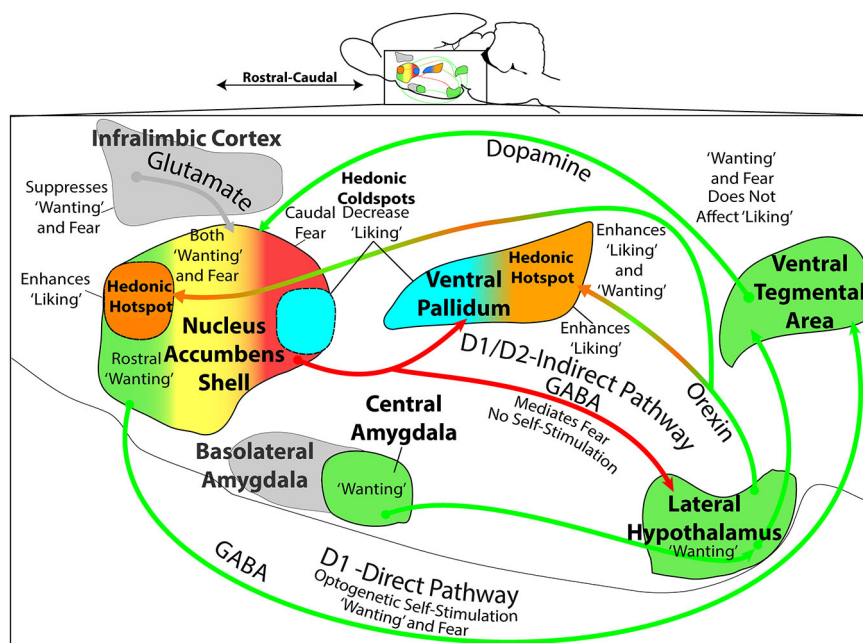 Rostral-Caudal
Infralimbic Cortex
Glutamate
Suppresses
'Wanting'
and Fear
Hedonic
Coldspots
Decrease
'Liking'
Caudal
Fear
Both
'Wanting'
and Fear
Dopamine
'Wanting'
and Fear
Does Not
Affect 'Liking'
Enhances
'Liking'
Hedonic
Hotspot
Nucleus
Accumbens
Shell
Rostral
'Wanting'
Ventral
Pallidum
Hedonic
Hotspot
Enhances
'Liking'
and
'Wanting'
Enhances
'Liking'
Ventral
Tegmental
Area
D1/D2-Indirect Pathway
GABA
Mediates Fear
No Self-Stimulation
Orexin
Central
Amygdala
Basolateral
Amygdala
'Wanting'
Lateral
Hypothalamus
'Wanting'
GABA
D1 -Direct Pathway
Optogenetic Self-Stimulation
'Wanting' and Fear